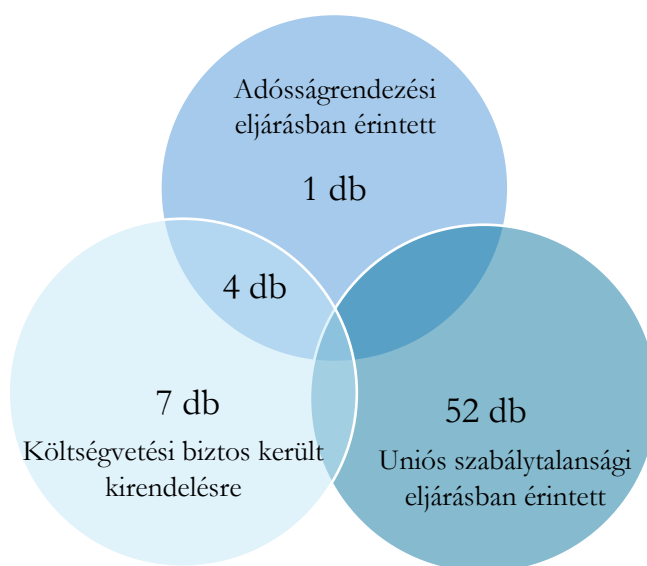 Adósságrendezési
eljárásban érintett
1 db
4 db
7 db
Költségvetési biztos került
kirendelésre
52 db
Uniós szabálytalansági
eljárásban érintett